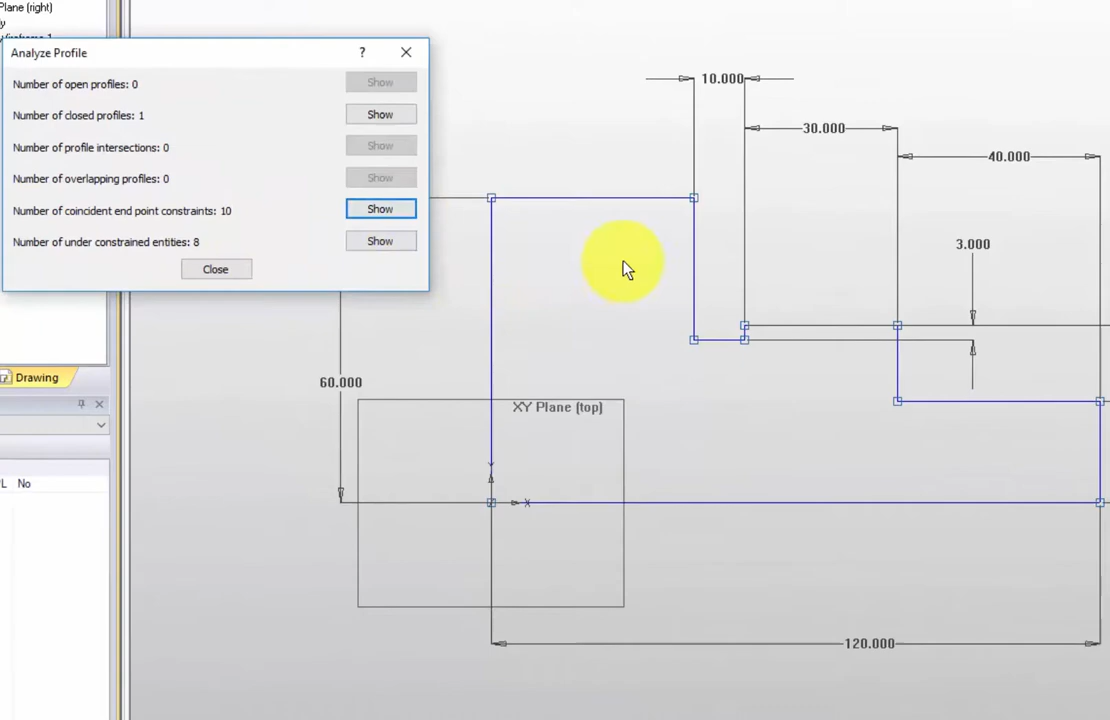 Plane (right)
Analyze Profile
?
Number of open profiles: 0
Show
Number of closed profiles: 1
Show
Number of profile intersections: 0
Show
Number of overlapping profiles: 0
Show
Number of coincident end point constraints: 10
Show
Number of under constrained entities: 8
Show
Close
10.000
30.000
40.000
3.000
60.000
XY Plane (top)
X
120.000
Drawing
No